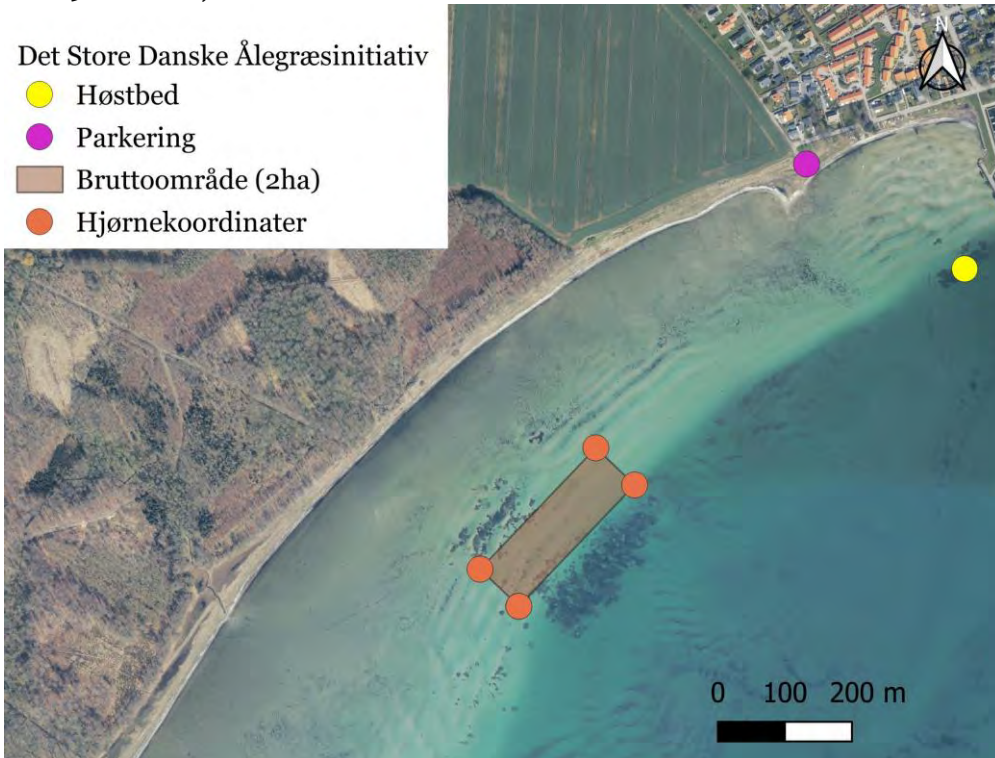 Det Store Danske Ålegræsinitiativ
Høstbed
Parkering
Bruttoområde (2ha)
Hjørnekoordinater
N
0 100 200 m